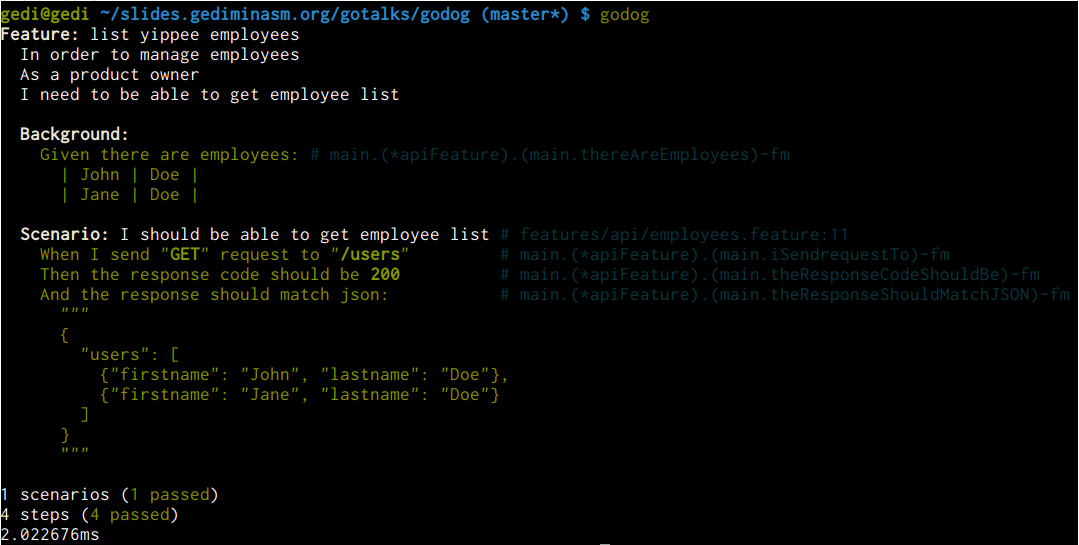 gedi@gedi ~/slides.gediminasm.org/gotalks/godog (master*) $ godog
Feature: list yippee employees
  In order to manage employees
  As a product owner
  I need to be able to get employee list

  Background:
    Given there are employees: # main.(*apiFeature).(main.thereAreEmployees)-fm
      | John | Doe |
      | Jane | Doe |

  Scenario: I should be able to get employee list # features/api/employees.feature:11
    When I send "GET" request to "/users"         # main.(*apiFeature).(main.iSendrequestTo)-fm
    Then the response code should be 200          # main.(*apiFeature).(main.theResponseCodeShouldBe)-fm
    And the response should match json:           # main.(*apiFeature).(main.theResponseShouldMatchJSON)-fm
      """
      {
        "users": [
          {"firstname": "John", "lastname": "Doe"},
          {"firstname": "Jane", "lastname": "Doe"}
        ]
      }
      """

1 scenarios (1 passed)
4 steps (4 passed)
2.022676ms